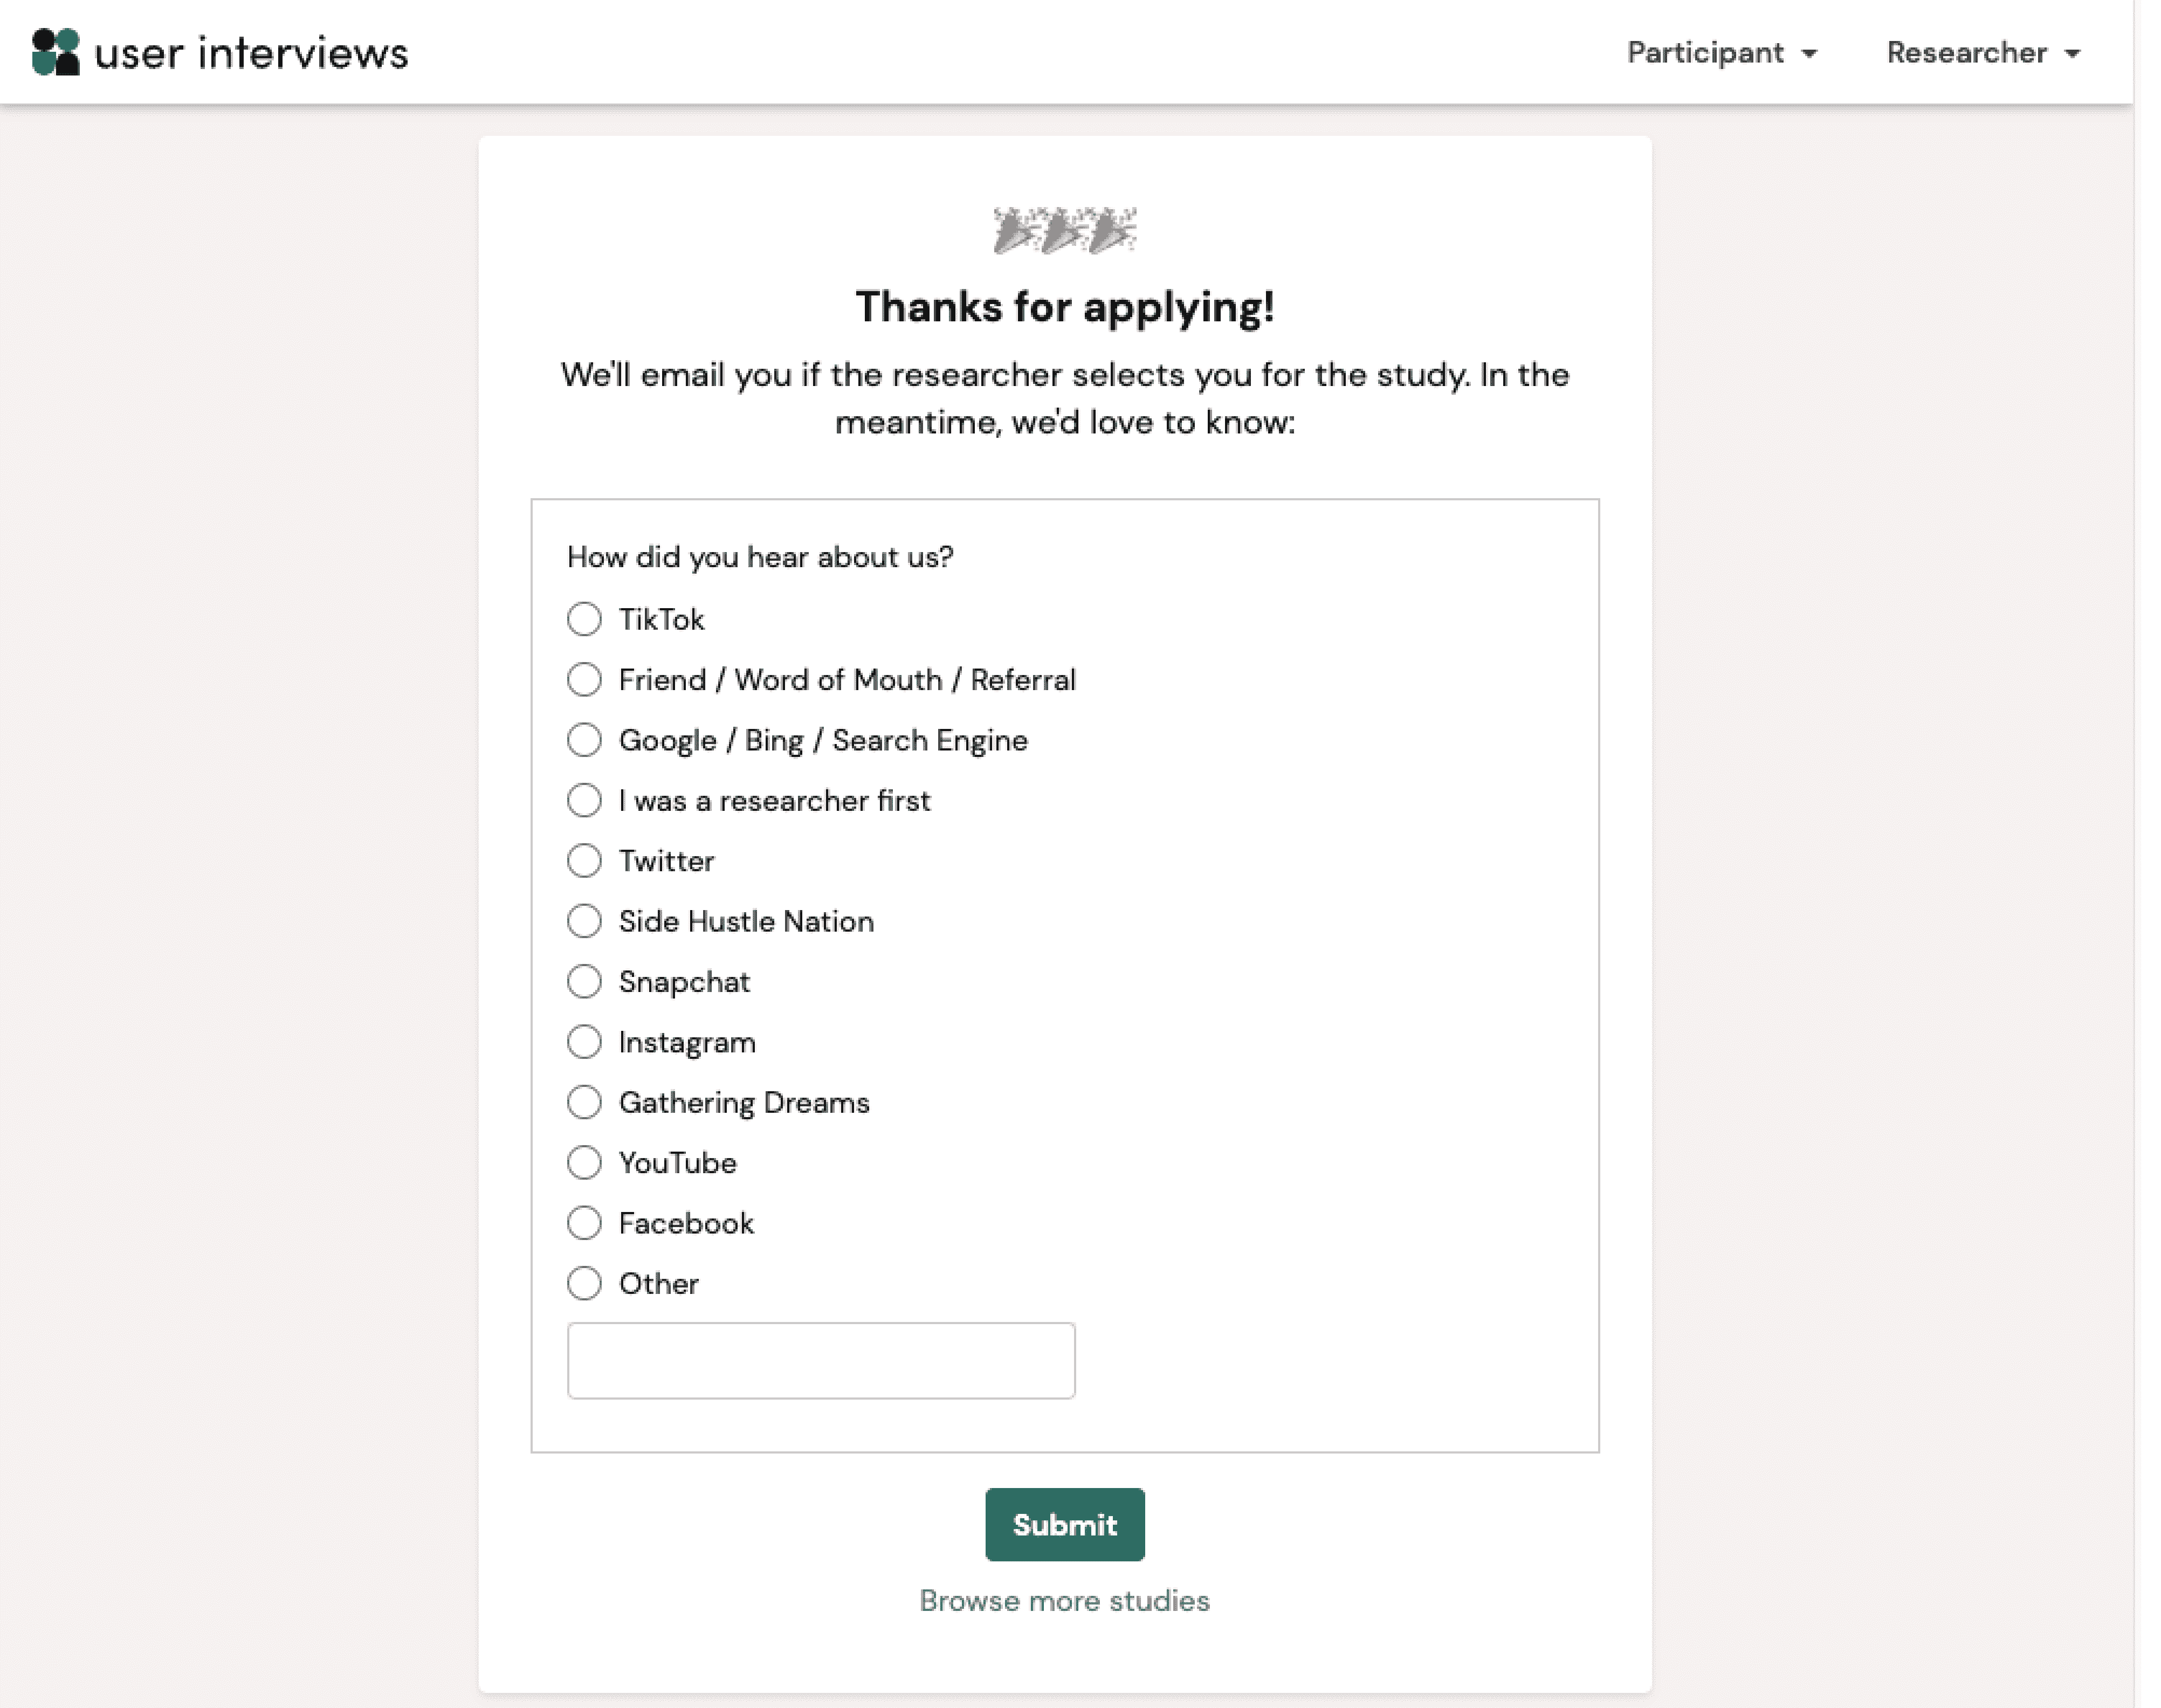 user interviews
Participant
Researcher
Thanks for applying!
We'll email you if the researcher selects you for the study. In the
meantime, we'd love to know:
How did you hear about us?
TikTok
Friend / Word of Mouth / Referral
Google / Bing / Search Engine
I was a researcher first
Twitter
Side Hustle Nation
Snapchat
Instagram
Gathering Dreams
YouTube
Facebook
Other
Submit
Browse more studies